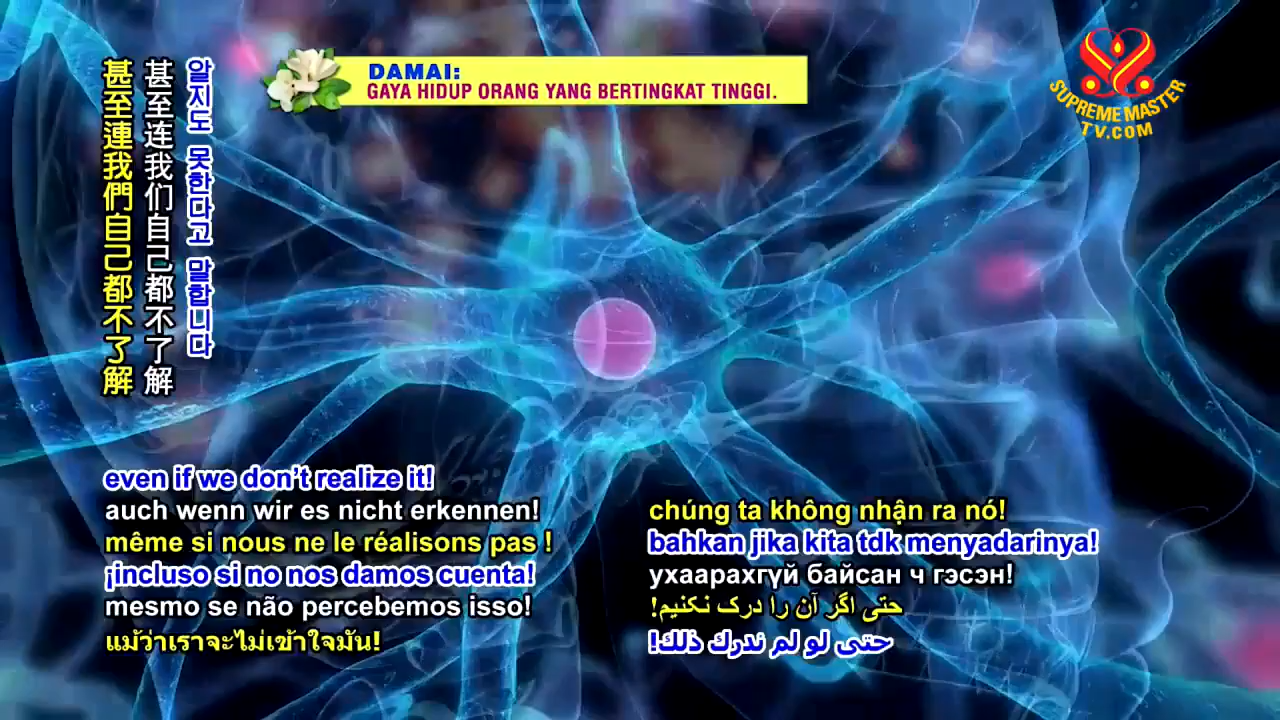 DAMAI:
GAYA HIDUP ORANG YANG BERTINGKAT TINGGI.
SUPREME MASTER
TV.COM
알지도 못한다고 말합니다
甚至连我们自己都不了解
甚至連我們自己都不了解
even if we don't realize it!
auch wenn wir es nicht erkennen!
même si nous ne le réalisons pas !
¡incluso si no nos damos cuenta!
mesmo se não percebemos isso!
แม้ว่าเราจะไม่เข้าใจมัน!
chúng ta không nhận ra nó!
bahkan jika kita tdk menyadarinya!
ухаарахгүй байсан ч гэсэн!
حتی اگر آن را درک نکنیم!
حتى لو لم ندرك ذلك!